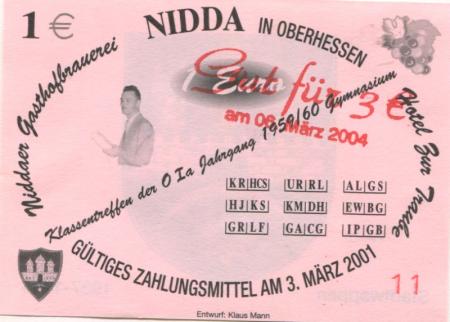 1 €
NIDDA IN OBERHESSEN
Niddaer Gasthofbrauerei
1 Euro
Gut für 3 €
am 06. März 2004
Klassentreffen der O I a Jahrgang 1959/60 Gymnasium
Hotel Zur Traube
KR|HCS UR|RL AL|GS
HJ|KS KM|DH EW|BG
GR|LF GA|CG IP|GB
GÜLTIGES ZAHLUNGSMITTEL AM 3. MÄRZ 2001
11
Entwurf: Klaus Mann